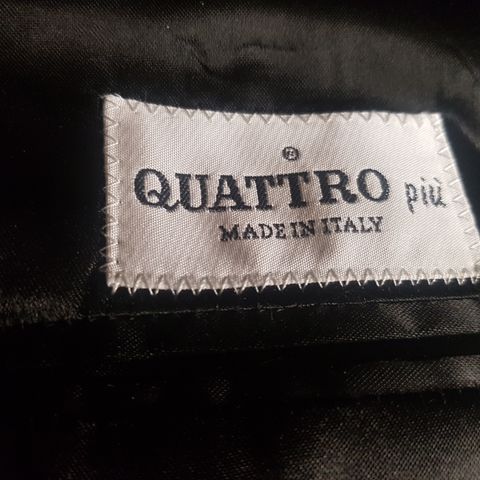 ®
QUATTRO più
MADE IN ITALY